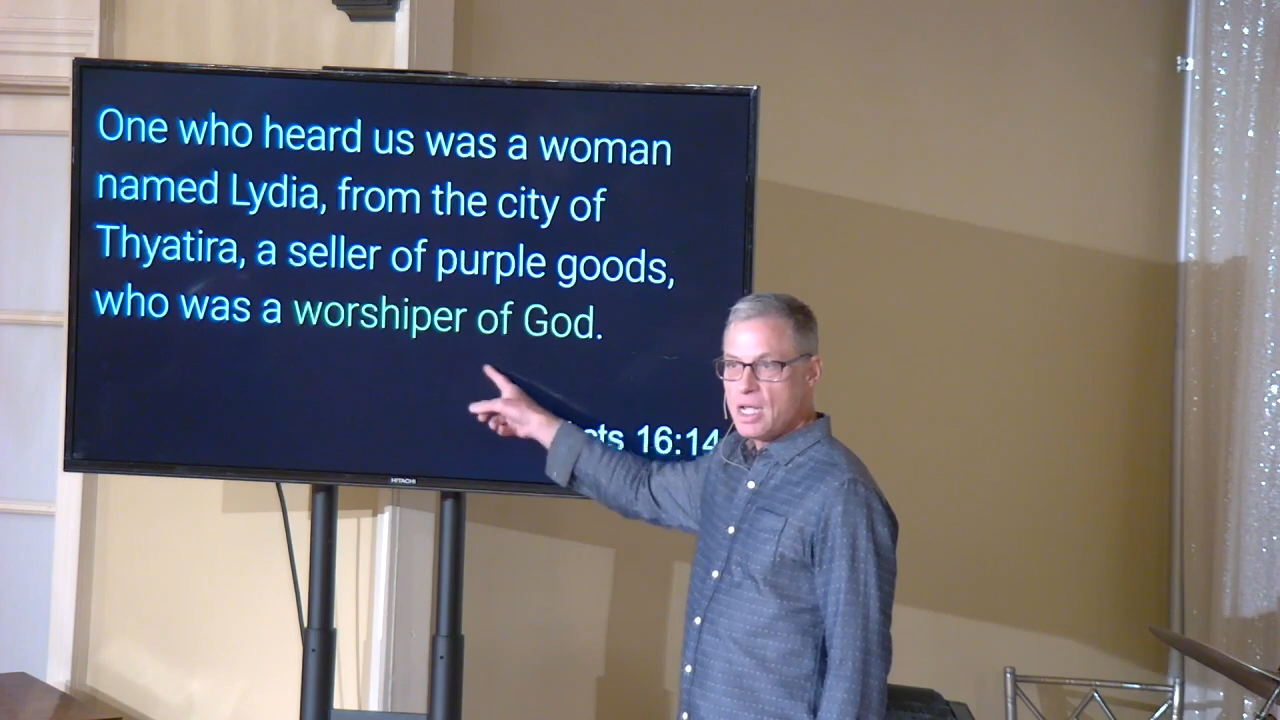 One who heard us was a woman
named Lydia, from the city of
Thyatira, a seller of purple goods,
who was a worshiper of God.
16:14
HITACHI